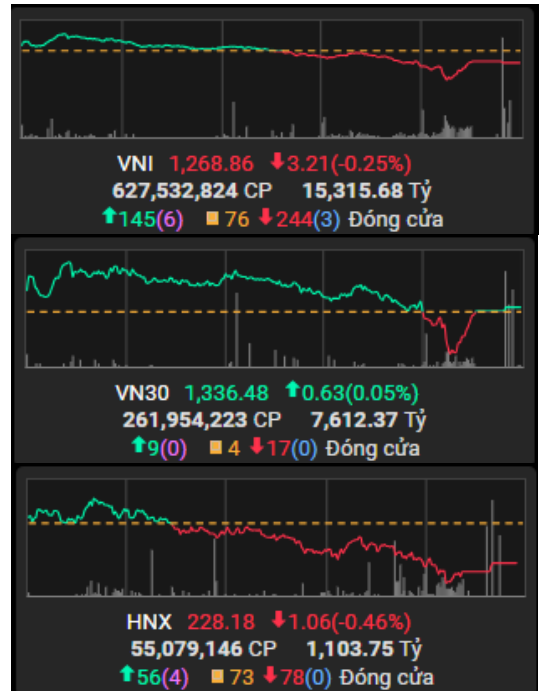 VNI 1,268.86 ⬇3.21(-0.25%)
627,532,824 CP 15,315.68 Tỷ
⬆145(6) ■ 76 ⬇244(3) Đóng cửa
VN30 1,336.48 ⬆0.63(0.05%)
261,954,223 CP 7,612.37 Tỷ
⬆9(0) ■ 4 ⬇17(0) Đóng cửa
HNX 228.18 ⬇1.06(-0.46%)
55,079,146 CP 1,103.75 Tỷ
⬆56(4) ■ 73 ⬇78(0) Đóng cửa